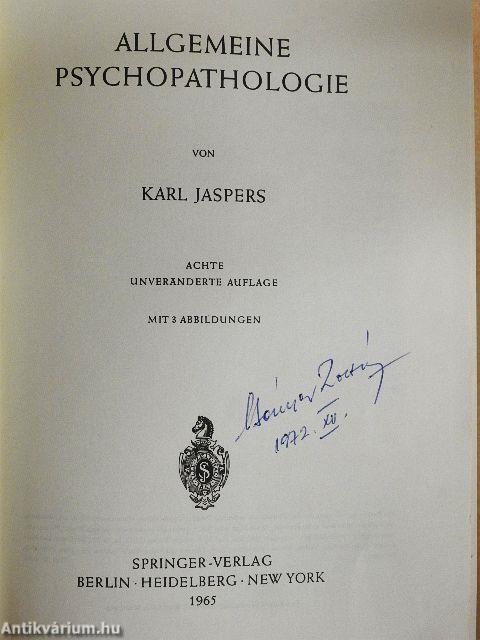 ALLGEMEINE
PSYCHOPATHOLOGIE
VON
KARL JASPERS
ACHTE
UNVERÄNDERTE AUFLAGE
MIT 3 ABBILDUNGEN
1972. XII.
SPRINGER-VERLAG
BERLIN · HEIDELBERG · NEW YORK
1965
Antikvárium.hu